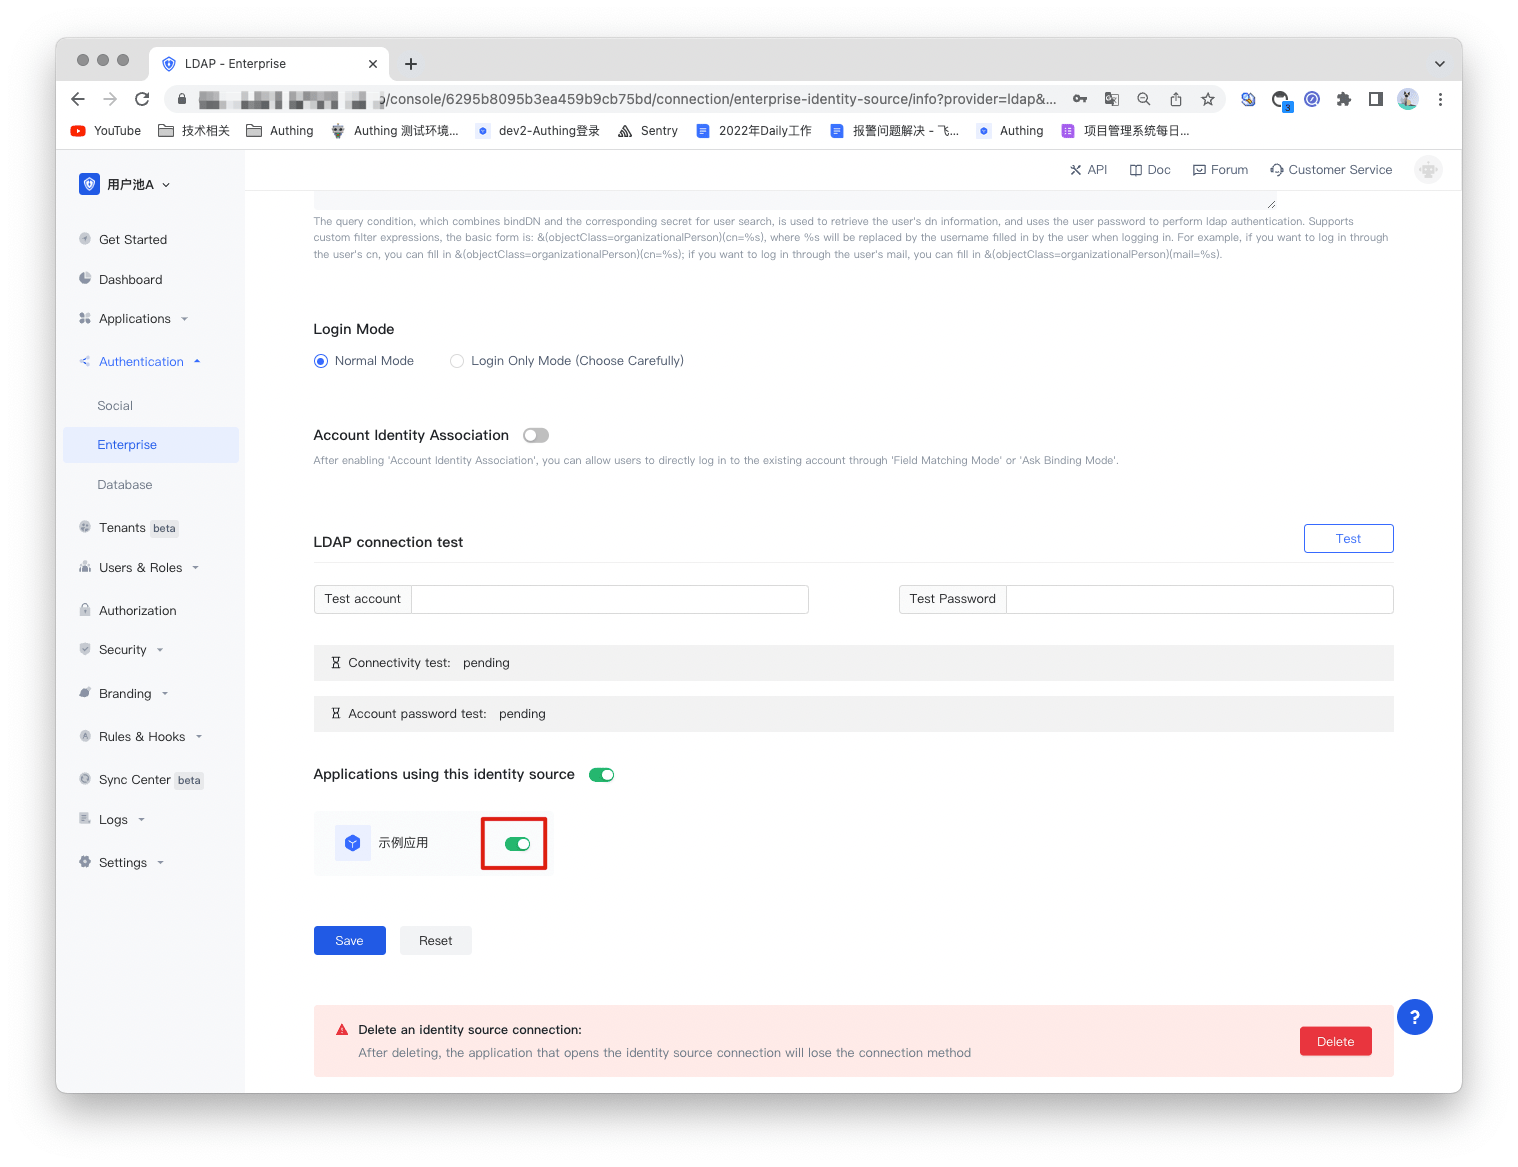 LDAP - Enterprise
/console/6295b8095b3ea459b9cb75bd/connection/enterprise-identity-source/info?provider=ldap&...
3
YouTube 技术相关 Authing Authing 测试环境... dev2-Authing登录 Sentry 2022年Daily工作 报警问题解决 - 飞... Authing 项目管理系统每日...
用户池A
API Doc Forum Customer Service
Get Started
Dashboard
Applications
Authentication
Social
Enterprise
Database
Tenants beta
Users & Roles
Authorization
Security
Branding
Rules & Hooks
Sync Center beta
Logs
Settings
The query condition, which combines bindDN and the corresponding secret for user search, is used to retrieve the user's dn information, and uses the user password to perform ldap authentication. Supports
custom filter expressions, the basic form is: &(objectClass=organizationalPerson)(cn=%s), where %s will be replaced by the username filled in by the user when logging in. For example, if you want to log in through
the user's cn, you can fill in &(objectClass=organizationalPerson)(cn=%s); if you want to log in through the user's mail, you can fill in &(objectClass=organizationalPerson)(mail=%s).
Login Mode
Normal Mode Login Only Mode (Choose Carefully)
Account Identity Association
After enabling 'Account Identity Association', you can allow users to directly log in to the existing account through 'Field Matching Mode' or 'Ask Binding Mode'.
LDAP connection test
Test
Test account
Test Password
Connectivity test: pending
Account password test: pending
Applications using this identity source
示例应用
Save Reset
Delete an identity source connection:
After deleting, the application that opens the identity source connection will lose the connection method
Delete
?